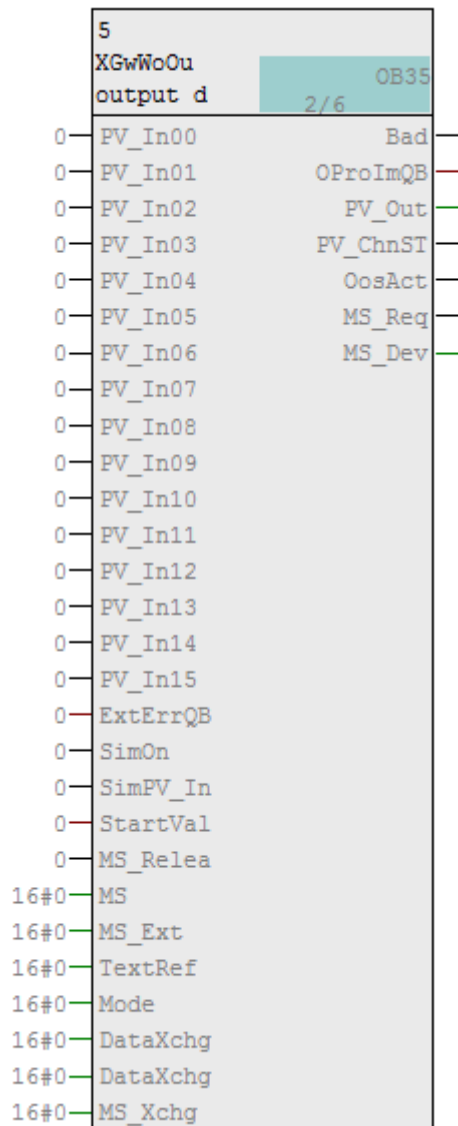 5
XGwWoOu
output d
OB35
2/6
0 PV_In00 Bad
0 PV_In01 OProImQB
0 PV_In02 PV_Out
0 PV_In03 PV_ChnST
0 PV_In04 OosAct
0 PV_In05 MS_Req
0 PV_In06 MS_Dev
0 PV_In07
0 PV_In08
0 PV_In09
0 PV_In10
0 PV_In11
0 PV_In12
0 PV_In13
0 PV_In14
0 PV_In15
0 ExtErrQB
0 SimOn
0 SimPV_In
0 StartVal
0 MS_Relea
16#0 MS
16#0 MS_Ext
16#0 TextRef
16#0 Mode
16#0 DataXchg
16#0 DataXchg
16#0 MS_Xchg